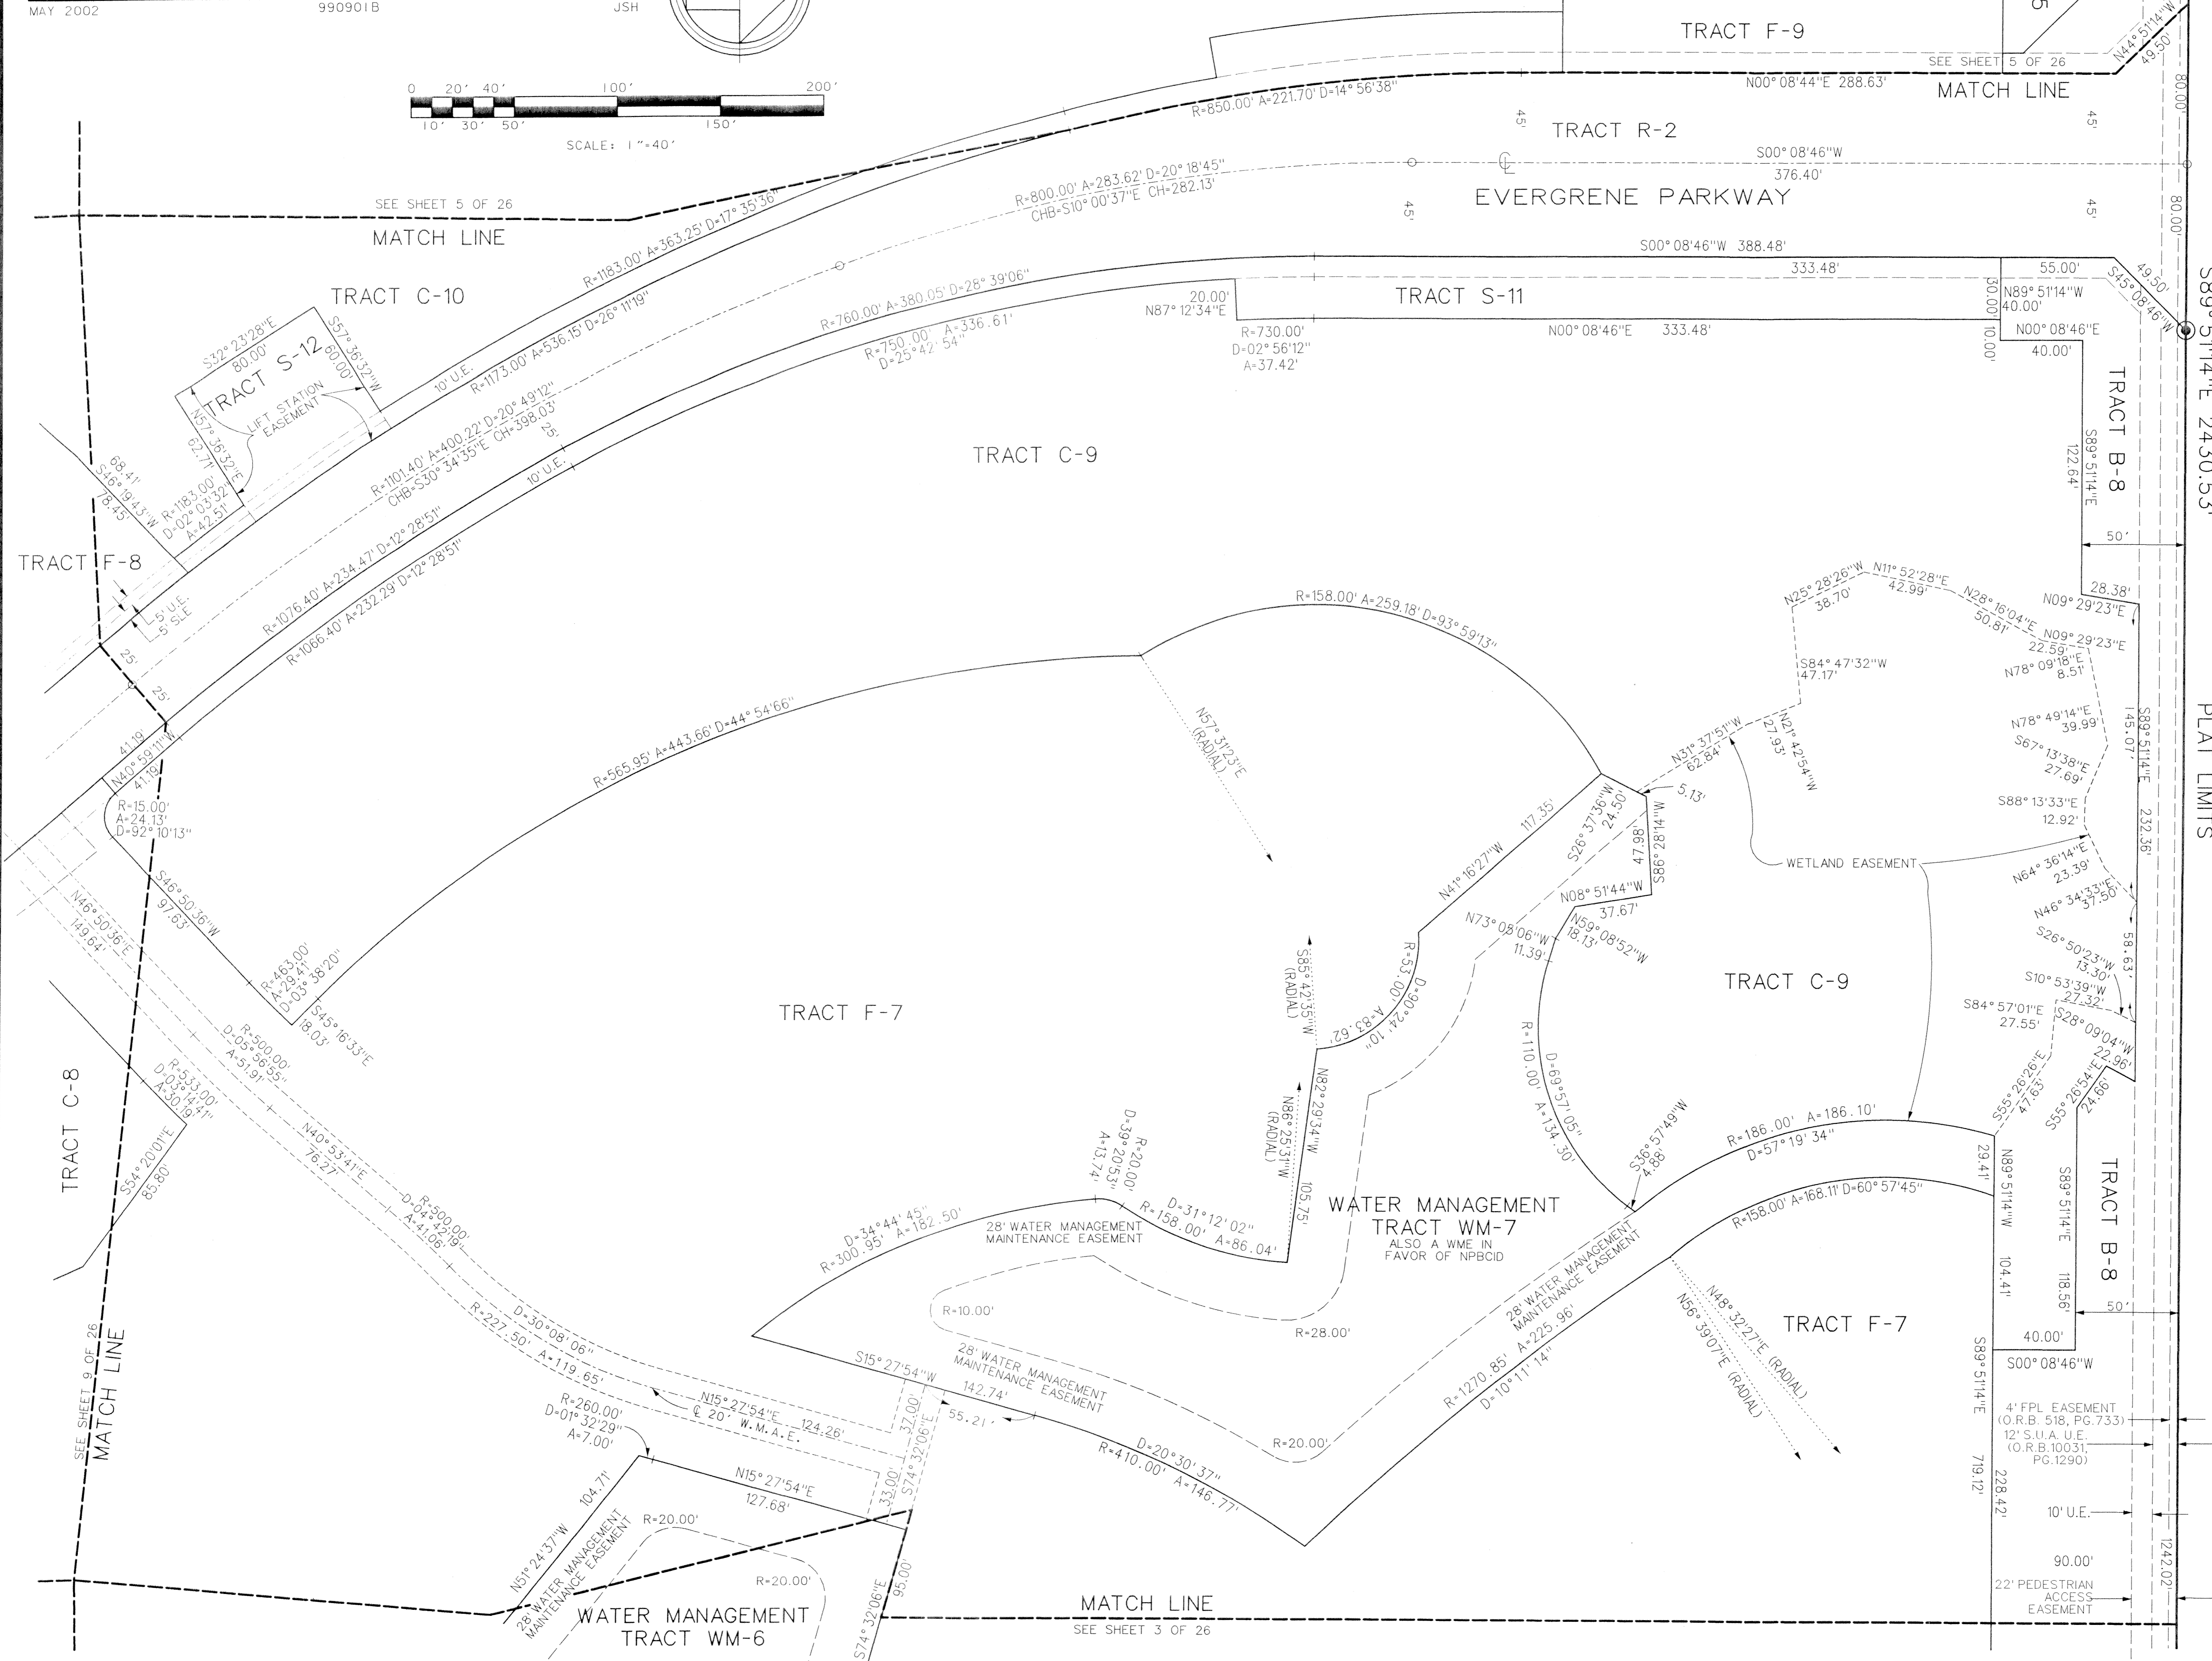 MAY 2002
990901B
JSH
0 20' 40' 100' 200'
10' 30' 50' 150'
SCALE: 1"=40'
TRACT F-9
5
N44°51'14"W
49.50'
SEE SHEET 5 OF 26
N00°08'44"E 288.63'
MATCH LINE
80.00'
R=850.00' A=221.70' D=14°56'38"
45'
TRACT R-2
45'
S00°08'46"W
376.40'
℄
EVERGRENE PARKWAY
45'
45'
80.00'
R=800.00' A=283.62' D=20°18'45"
CHB=S10°00'37"E CH=282.13'
SEE SHEET 5 OF 26
MATCH LINE
R=1183.00' A=363.25' D=17°35'36"
S00°08'46"W 388.48'
333.48'
55.00'
49.50'
S45°08'46"W
S89°51'14"E 2430.53'
PLAT LIMITS
TRACT C-10
R=760.00' A=380.05' D=28°39'06"
R=750.00' A=336.61'
D=25°42'54"
20.00'
N87°12'34"E
TRACT S-11
30.00'
10.00'
N89°51'14"W
40.00'
R=730.00'
D=02°56'12"
A=37.42'
N00°08'46"E 333.48'
N00°08'46"E
40.00'
S32°23'28"E
80.00'
TRACT S-12
S57°36'32"W
60.00'
LIFT STATION
EASEMENT
N57°36'32"E
62.71'
10' U.E.
R=1173.00' A=536.15' D=26°11'19"
R=1101.40' A=400.22' D=20°49'12"
CHB=S30°34'35"E CH=398.03'
25'
10' U.E.
TRACT C-9
TRACT B-8
S89°51'14"E
122.64'
50'
68.41'
S46°19'43"W
78.45'
R=1183.00'
D=02°03'32"
A=42.51'
TRACT F-8
5' U.E.
5' SLE
R=1076.40' A=234.47' D=12°28'51"
R=1066.40' A=232.29' D=12°28'51"
25'
25'
28.38'
N09°29'23"E
N25°28'26"W
38.70'
N11°52'28"E
42.99'
N28°16'04"E
50.81'
N09°29'23"E
22.59'
N78°09'18"E
8.51'
S84°47'32"W
47.17'
R=158.00' A=259.18' D=93°59'13"
N57°31'23"E
(RADIAL)
R=565.95' A=443.66' D=44°54'66"
N31°37'51"W
62.84'
N21°42'54"W
27.93'
N78°49'14"E
39.99'
S67°13'38"E
27.69'
S88°13'33"E
12.92'
145.07'
S89°51'14"E
232.36'
41.19'
N40°59'11"W
41.19'
R=15.00'
A=24.13'
D=92°10'13"
5.13'
S26°37'36"W
24.50'
117.35'
N41°16'27"W
S86°28'14"W
47.98'
WETLAND EASEMENT
N64°36'14"E
23.39'
N46°34'33"E
37.50'
N08°51'44"W
37.67'
S46°50'36"W
97.63'
N46°50'36"E
149.64'
R=463.00'
A=29.41'
D=03°38'20"
S45°16'33"E
18.03'
N73°05'06"W
11.39'
N59°08'52"W
18.13'
S85°42'35"W
(RADIAL)
R=53.00' A=83.62'
D=90°24'10"
TRACT C-9
S26°50'23"W
13.30'
58.63'
S10°53'39"W
27.32'
S84°57'01"E
27.55'
S28°09'04"W
22.96'
TRACT F-7
R=500.00'
D=05°56'55"
A=51.91'
R=533.00'
D=03°14'41"
A=30.19'
R=110.00' A=134.30'
D=69°57'05"
S55°26'26"E
47.63'
S55°26'54"E
24.66'
TRACT C-8
N82°29'34"W
105.75'
N86°25'31"W
(RADIAL)
S36°57'49"W
4.88'
R=186.00' A=186.10'
D=57°19'34"
R=20.00'
D=39°20'53"
A=13.74'
N40°53'41"E
76.27'
S54°20'01"E
85.80'
29.41'
N89°51'14"W
104.41'
S89°51'14"E
118.56'
TRACT B-8
D=31°12'02"
R=158.00' A=86.04'
D=34°44'45"
R=300.95' A=182.50'
28' WATER MANAGEMENT
MAINTENANCE EASEMENT
WATER MANAGEMENT
TRACT WM-7
ALSO A WME IN
FAVOR OF NPBCID
R=158.00' A=168.11' D=60°57'45"
R=500.00'
D=04°42'19"
A=41.06'
28' WATER MANAGEMENT
MAINTENANCE EASEMENT
N48°32'27"E (RADIAL)
N56°39'07"E (RADIAL)
TRACT F-7
50'
40.00'
S00°08'46"W
R=10.00'
R=28.00'
D=30°08'06"
R=227.50' A=119.65'
SEE SHEET 9 OF 26
MATCH LINE
28' WATER MANAGEMENT
MAINTENANCE EASEMENT
S15°27'54"W
142.74'
R=1270.85' A=225.96'
D=10°11'14"
S89°51'14"E
719.12'
N15°27'54"E 124.26'
℄ 20' W.M.A.E.
55.21'
37.00'
33.00'
S74°32'06"E
4' FPL EASEMENT
(O.R.B. 518, PG.733)
12' S.U.A. U.E.
(O.R.B.10031,
PG.1290)
R=260.00'
D=01°32'29"
A=7.00'
R=20.00'
D=20°30'37"
R=410.00' A=146.77'
N15°27'54"E
127.68'
228.42'
104.71'
N51°24'37"W
R=20.00'
10' U.E.
28' WATER MANAGEMENT
MAINTENANCE EASEMENT
R=20.00'
90.00'
1242.02'
22' PEDESTRIAN
ACCESS
EASEMENT
95.00'
S74°32'06"E
WATER MANAGEMENT
TRACT WM-6
MATCH LINE
SEE SHEET 3 OF 26